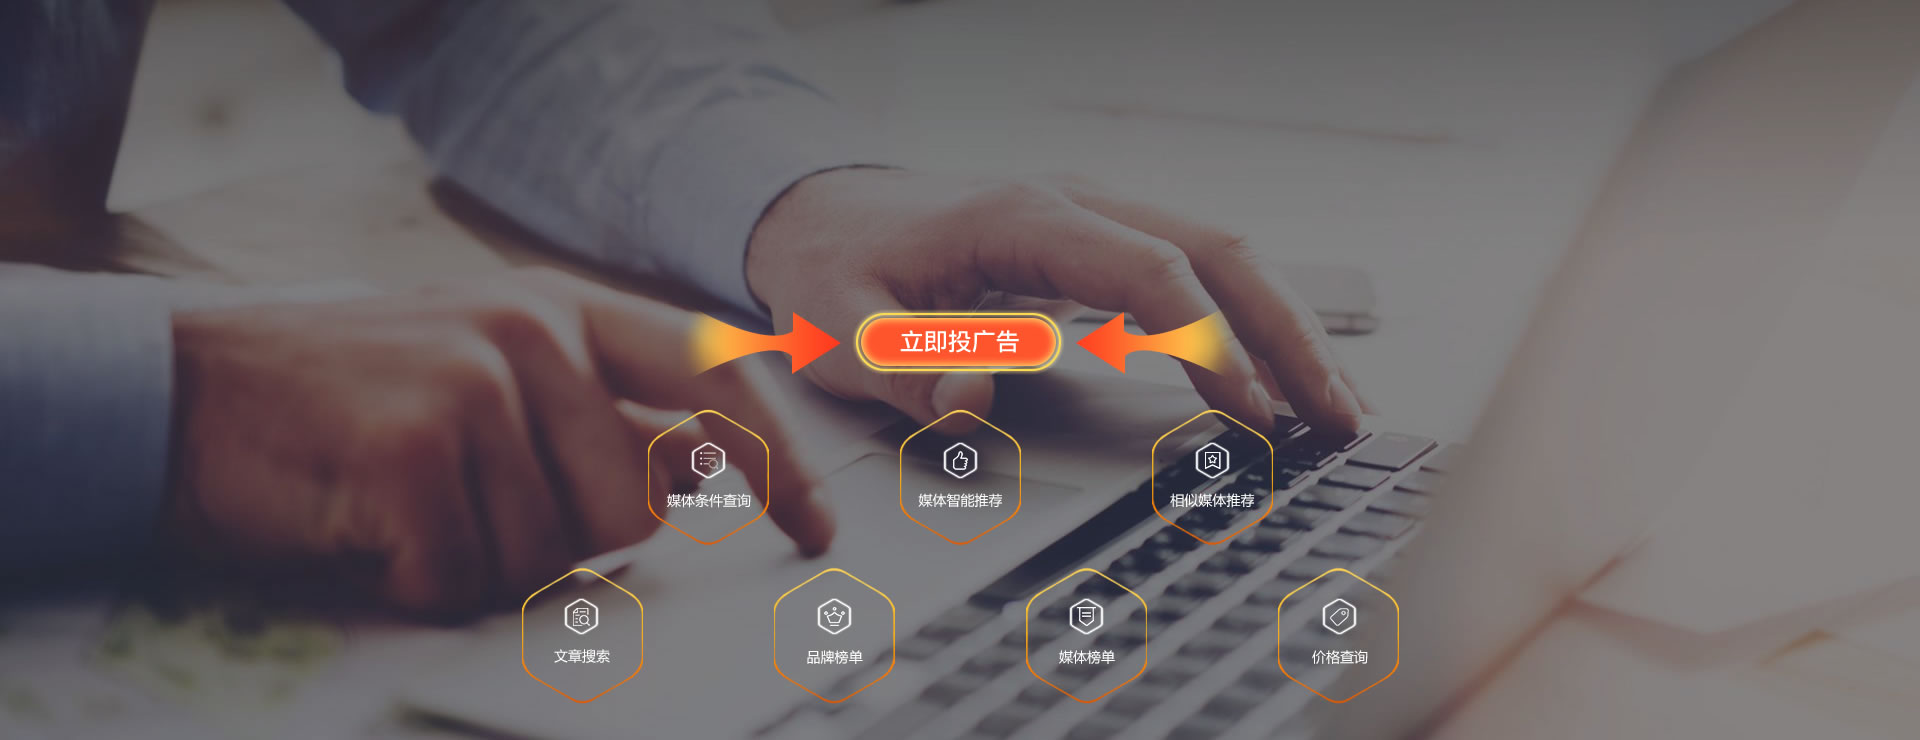 立即投广告
媒体条件查询
媒体智能推荐
相似媒体推荐
文章搜索
品牌榜单
媒体榜单
价格查询